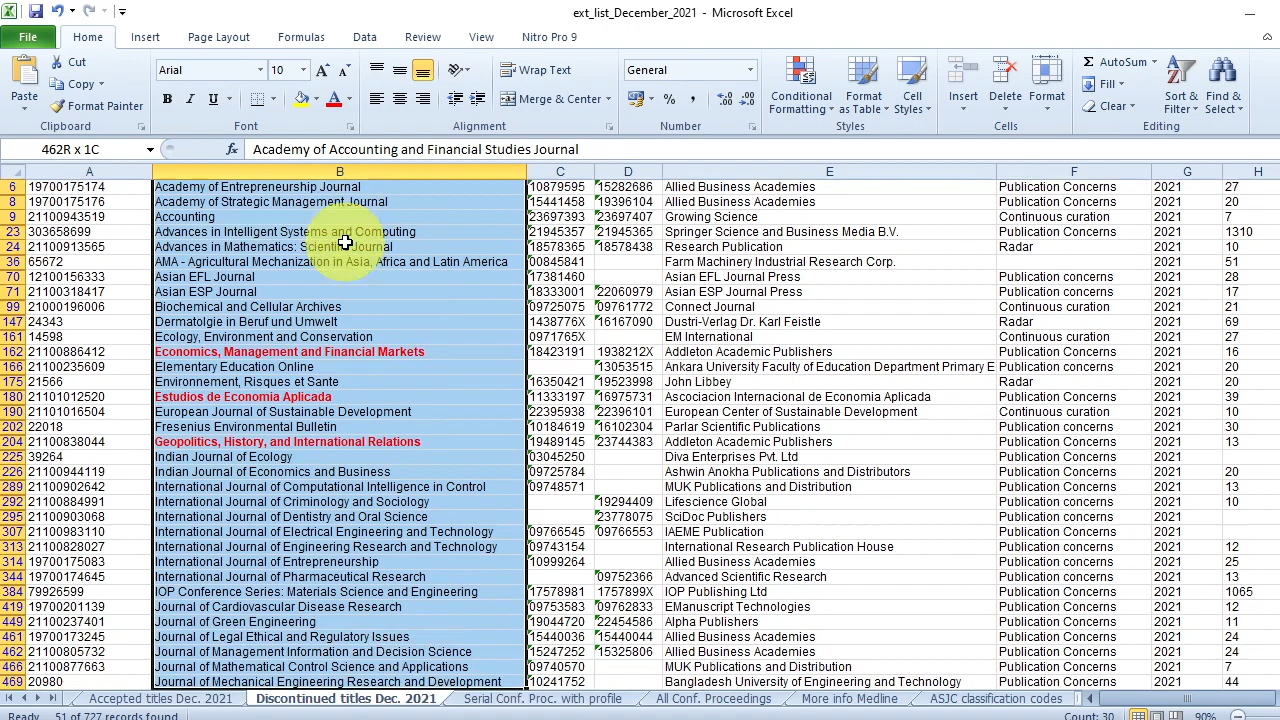 ext_list_December_2021 - Microsoft Excel
File Home Insert Page Layout Formulas Data Review View Nitro Pro 9
Paste Cut Copy Format Painter Clipboard
Arial 10 B I U A Font
Wrap Text Merge & Center Alignment
General % , Number
Conditional Formatting Format as Table Cell Styles Styles
Insert Delete Format Cells
AutoSum Fill Clear Sort & Filter Find & Select Editing
462R x 1C fx Academy of Accounting and Financial Studies Journal
A B C D E F G H
6 19700175174 Academy of Entrepreneurship Journal 10879595 15282686 Allied Business Academies Publication Concerns 2021 27
8 19700175176 Academy of Strategic Management Journal 15441458 19396104 Allied Business Academies Publication Concerns 2021 20
9 21100943519 Accounting 23697393 23697407 Growing Science Continuous curation 2021 7
23 303658699 Advances in Intelligent Systems and Computing 21945357 21945365 Springer Science and Business Media B.V. Publication Concerns 2021 1310
24 21100913565 Advances in Mathematics: Scientific Journal 18578365 18578438 Research Publication Radar 2021 10
36 65672 AMA - Agricultural Mechanization in Asia, Africa and Latin America 00845841 Farm Machinery Industrial Research Corp. 2021 51
70 12100156333 Asian EFL Journal 17381460 Asian EFL Journal Press Publication Concerns 2021 28
71 21100318417 Asian ESP Journal 18333001 22060979 Asian ESP Journal Press Publication Concerns 2021 17
99 21000196006 Biochemical and Cellular Archives 09725075 09761772 Connect Journal Continuous curation 2021 21
147 24343 Dermatolgie in Beruf und Umwelt 1438776X 16167090 Dustri-Verlag Dr. Karl Feistle Radar 2021 69
161 14598 Ecology, Environment and Conservation 0971765X EM International Continuous curation 2021 27
162 21100886412 Economics, Management and Financial Markets 18423191 1938212X Addleton Academic Publishers Publication Concerns 2021 16
166 21100235609 Elementary Education Online 13053515 Ankara University Faculty of Education Department Primary E Publication Concerns 2021 20
175 21566 Environnement, Risques et Sante 16350421 19523998 John Libbey Radar 2021 20
180 21101012520 Estudios de Economia Aplicada 11333197 16975731 Ascociacion Internacional de Economia Aplicada Publication Concerns 2021 39
190 21101016504 European Journal of Sustainable Development 22395938 22396101 European Center of Sustainable Development Continuous curation 2021 10
202 22018 Fresenius Environmental Bulletin 10184619 16102304 Parlar Scientific Publications Publication Concerns 2021 30
204 21100838044 Geopolitics, History, and International Relations 19489145 23744383 Addleton Academic Publishers Publication Concerns 2021 13
225 39264 Indian Journal of Ecology 03045250 Diva Enterprises Pvt. Ltd Publication Concerns 2021
226 21100944119 Indian Journal of Economics and Business 09725784 Ashwin Anokha Publications and Distributors Publication Concerns 2021 20
289 21100902642 International Journal of Computational Intelligence in Control 09748571 MUK Publications and Distribution Publication Concerns 2021 13
292 21100884991 International Journal of Criminology and Sociology 19294409 Lifescience Global Publication concerns 2021 10
295 21100903068 International Journal of Dentistry and Oral Science 23778075 SciDoc Publishers Publication Concerns 2021
307 21100983110 International Journal of Electrical Engineering and Technology 09766545 09766553 IAEME Publication Publication Concerns 2021
313 21100828027 International Journal of Engineering Research and Technology 09743154 International Research Publication House Publication Concerns 2021 12
314 19700175083 International Journal of Entrepreneurship 10999264 Allied Business Academies Publication Concerns 2021 25
344 19700174645 International Journal of Pharmaceutical Research 09752366 Advanced Scientific Research Publication concerns 2021 13
384 79926599 IOP Conference Series: Materials Science and Engineering 17578981 1757899X IOP Publishing Ltd Publication Concerns 2021 1065
419 19700201139 Journal of Cardiovascular Disease Research 09753583 09762833 EManuscript Technologies Publication Concerns 2021 12
449 21100237401 Journal of Green Engineering 19044720 22454586 Alpha Publishers Publication Concerns 2021 11
461 19700173245 Journal of Legal Ethical and Regulatory Issues 15440036 15440044 Allied Business Academies Publication Concerns 2021 24
462 21100805732 Journal of Management Information and Decision Science 15247252 15325806 Allied Business Academies Publication Concerns 2021 24
466 21100877663 Journal of Mathematical Control Science and Applications 09740570 MUK Publications and Distribution Publication Concerns 2021 7
469 20980 Journal of Mechanical Engineering Research and Development 10241752 Bangladesh University of Engineering and Technology Publication Concerns 2021 44
Accepted titles Dec. 2021 Discontinued titles Dec. 2021 Serial Conf. Proc. with profile All Conf. Proceedings More info Medline ASJC classification codes
Ready 51 of 727 records found Count: 30 90%